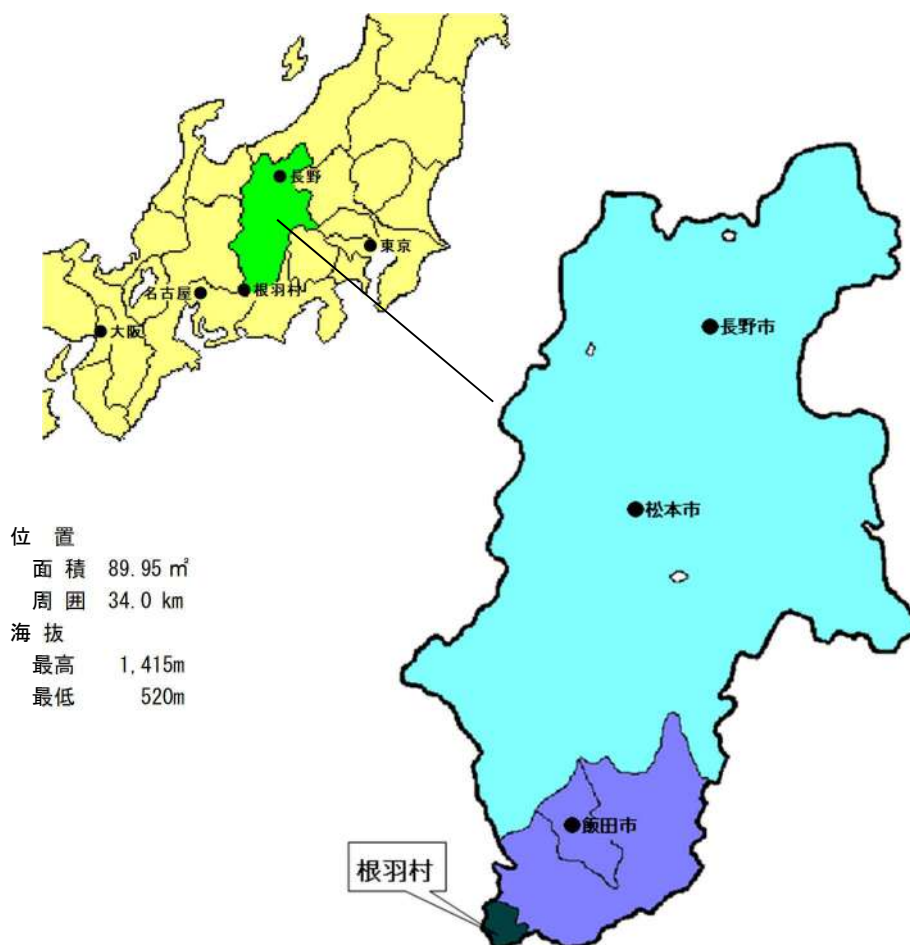 長野
東京
名古屋
根羽村
大阪
長野市
松本市
位 置
面 積 89.95 ㎡
周 囲 34.0 km
海 抜
最高 1,415m
最低 520m
飯田市
根羽村